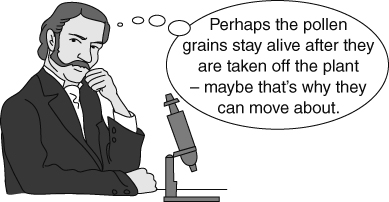 Perhaps the pollen
grains stay alive after they
are taken off the plant
– maybe that's why they
can move about.